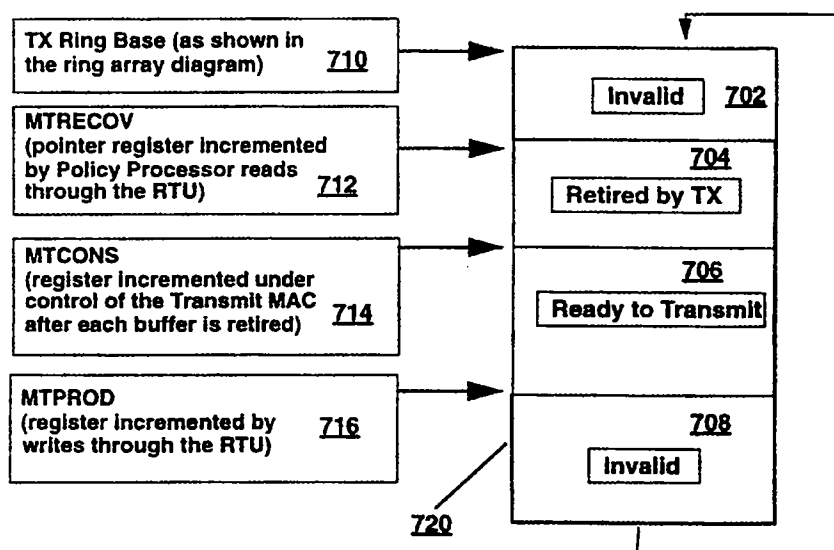 TX Ring Base (as shown in
the ring array diagram) 710
MTRECOV
(pointer register incremented
by Policy Processor reads
through the RTU) 712
MTCONS
(register incremented under
control of the Transmit MAC
after each buffer is retired) 714
MTPROD
(register incremented by
writes through the RTU) 716
Invalid 702
704
Retired by TX
706
Ready to Transmit
708
Invalid
720